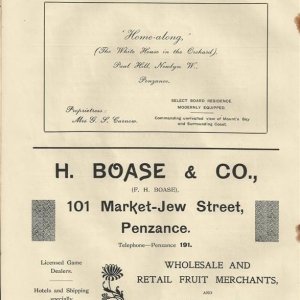 'Home-along,'
(The White House in the Orchard).
Paul Hill, Newlyn W.,
Penzance.
SELECT BOARD RESIDENCE.
MODERNLY EQUIPPED.
Proprietress:
Mrs G. S. Curnow.
Commanding unrivalled view of Mount's Bay
and Surrounding Coast.
H. BOASE & CO.,
(F. H. BOASE),
101 Market-Jew Street,
Penzance.
Telephone—Penzance 191.
Licensed Game
Dealers.
Hotels and Shipping
specially
WHOLESALE AND
RETAIL FRUIT MERCHANTS,
AND